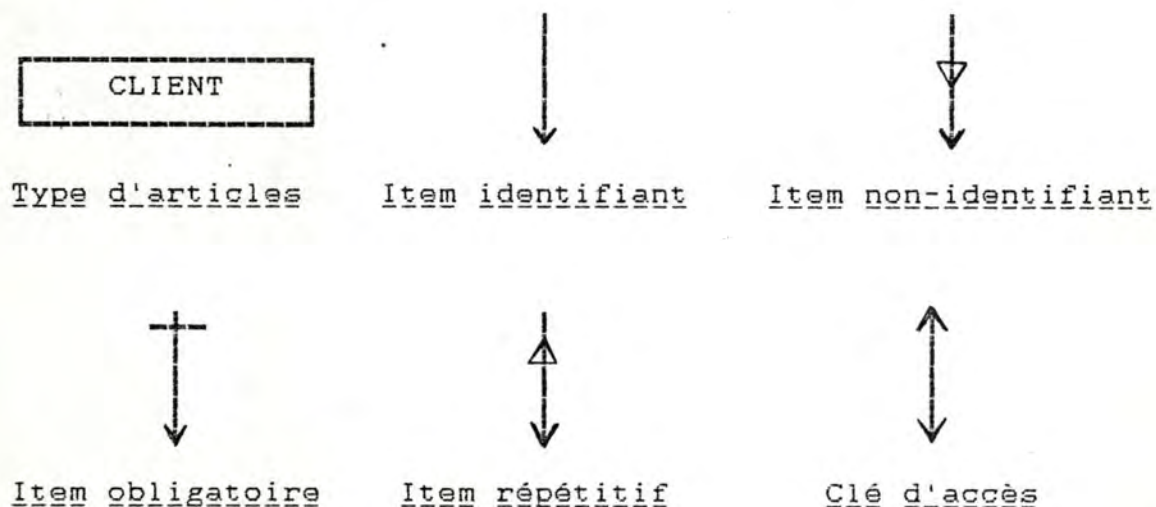 CLIENT
Type d'articles Item identifiant Item non-identifiant
Item obligatoire Item répétitif Clé d'accès